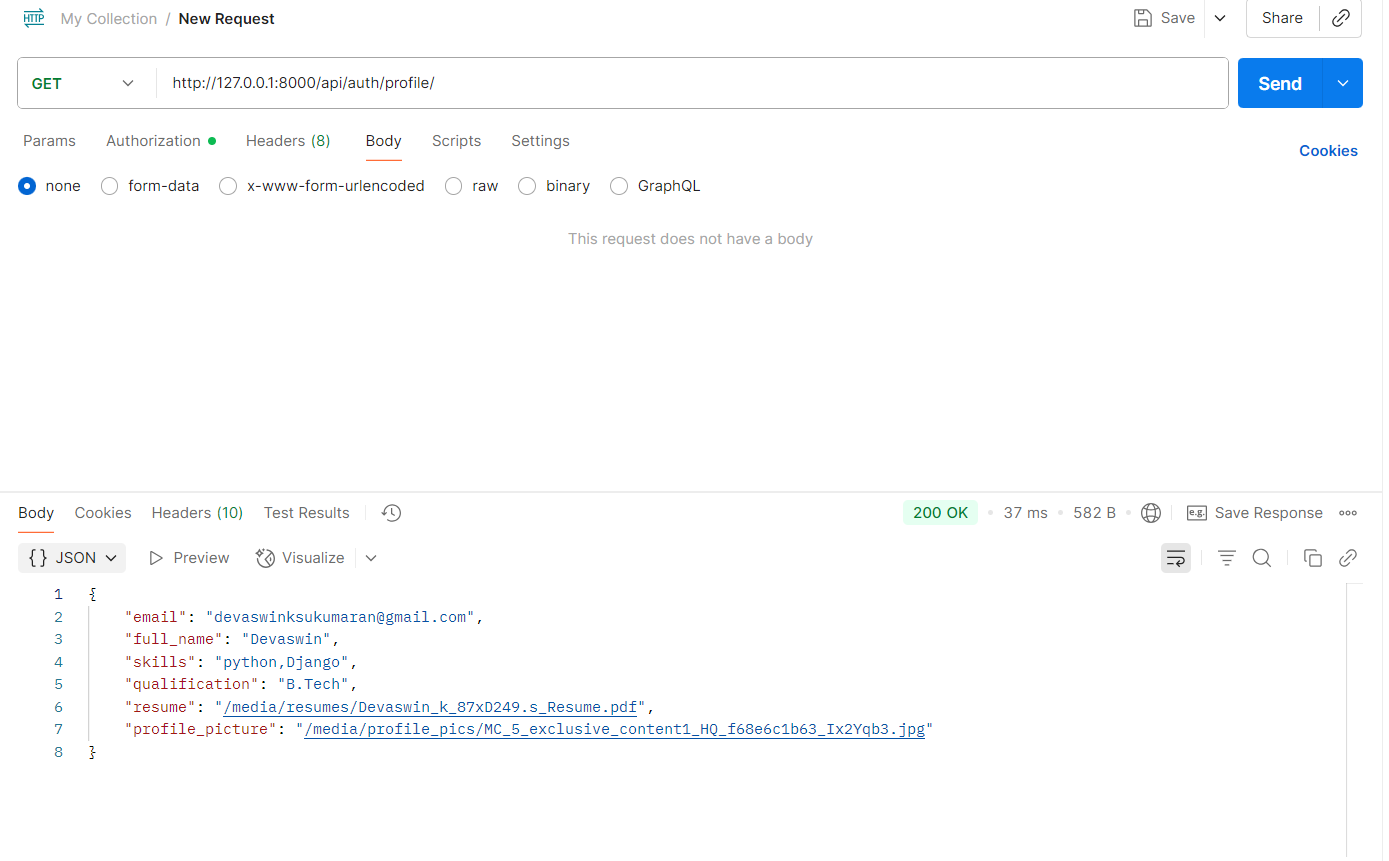 HTTP My Collection / New Request Save Share
GET http://127.0.0.1:8000/api/auth/profile/ Send
Params Authorization Headers (8) Body Scripts Settings Cookies
none form-data x-www-form-urlencoded raw binary GraphQL
This request does not have a body
Body Cookies Headers (10) Test Results 200 OK • 37 ms • 582 B • e.g. Save Response
{} JSON Preview Visualize
1 {
2 "email": "devaswinksukumaran@gmail.com",
3 "full_name": "Devaswin",
4 "skills": "python,Django",
5 "qualification": "B.Tech",
6 "resume": "/media/resumes/Devaswin_k_87xD249.s_Resume.pdf",
7 "profile_picture": "/media/profile_pics/MC_5_exclusive_content1_HQ_f68e6c1b63_Ix2Yqb3.jpg"
8 }